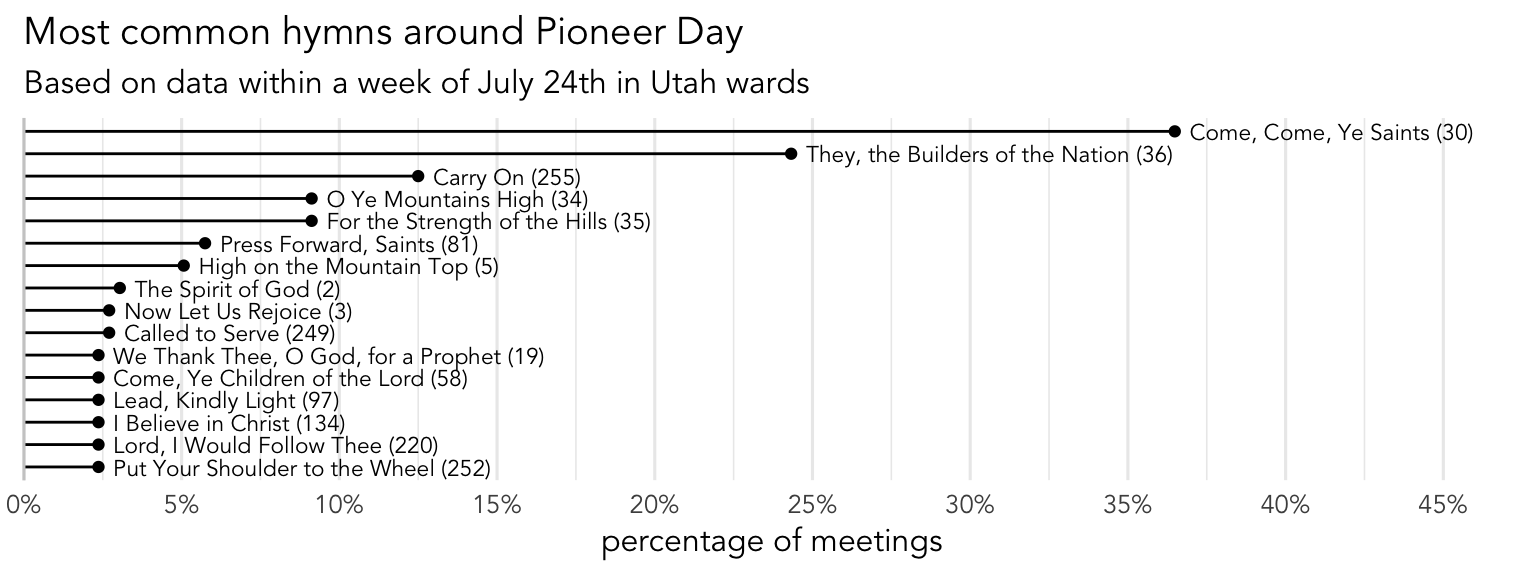 Most common hymns around Pioneer Day
Based on data within a week of July 24th in Utah wards
Come, Come, Ye Saints (30)
They, the Builders of the Nation (36)
Carry On (255)
O Ye Mountains High (34)
For the Strength of the Hills (35)
Press Forward, Saints (81)
High on the Mountain Top (5)
The Spirit of God (2)
Now Let Us Rejoice (3)
Called to Serve (249)
We Thank Thee, O God, for a Prophet (19)
Come, Ye Children of the Lord (58)
Lead, Kindly Light (97)
I Believe in Christ (134)
Lord, I Would Follow Thee (220)
Put Your Shoulder to the Wheel (252)
0% 5% 10% 15% 20% 25% 30% 35% 40% 45%
percentage of meetings